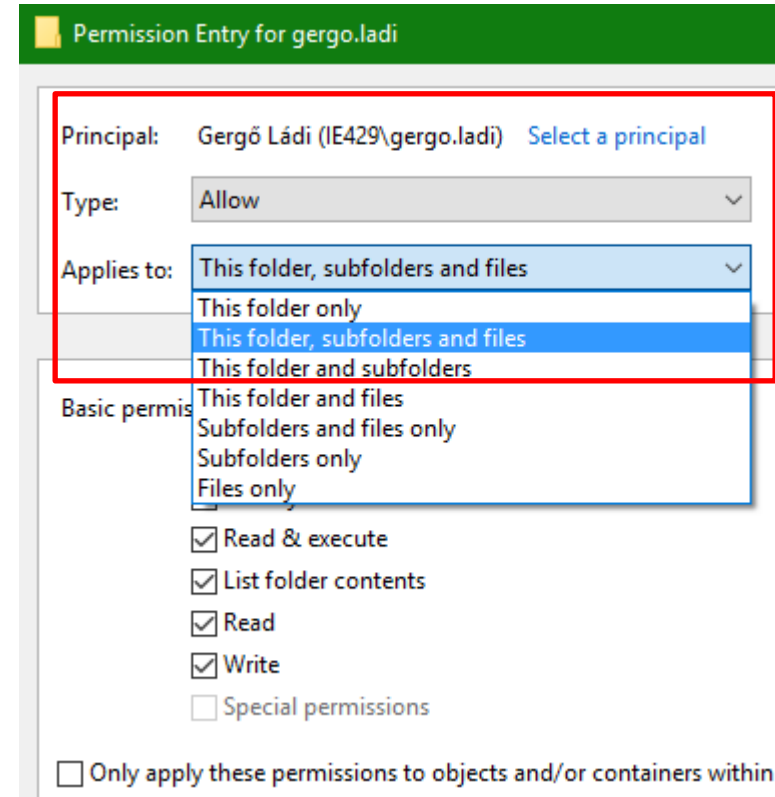 Permission Entry for gergo.ladi
Principal: Gergő Ládi (IE429\gergo.ladi) Select a principal
Type: Allow
Applies to: This folder, subfolders and files
This folder only
This folder, subfolders and files
This folder and subfolders
This folder and files
Basic
Subfolders and files only
Subfolders only
Files only
Read & execute
List folder contents
Read
Write
Special permissions
Only apply these permissions to objects and/or containers within